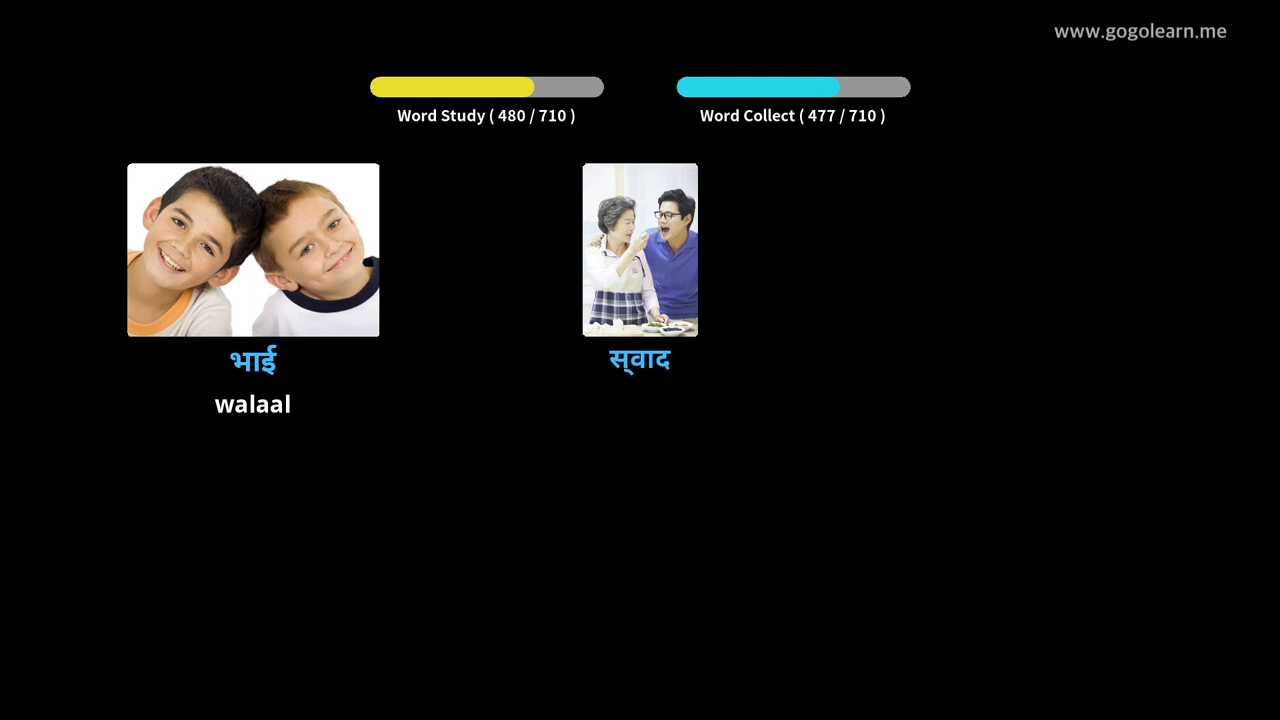 www.gogolearn.me
Word Study ( 480 / 710 )
Word Collect ( 477 / 710 )
भाई
walaal
स्वाद